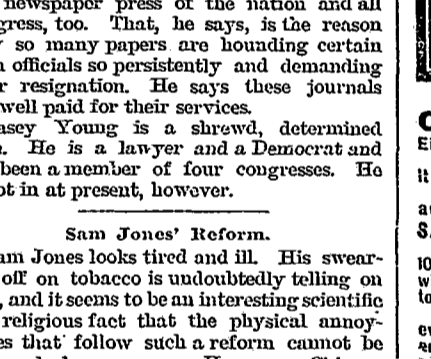 newspaper press of the nation and all
gress, too. That, he says, is the reason
so many papers are hounding certain
officials so persistently and demanding
r resignation. He says these journals
well paid for their services.
asey Young is a shrewd, determined
. He is a lawyer and a Democrat and
been a member of four congresses. He
ot in at present, however.
Sam Jones' Reform.
am Jones looks tired and ill. His swear-
off on tobacco is undoubtedly telling on
, and it seems to be an interesting scientific
religious fact that the physical annoy-
es that follow such a reform cannot be